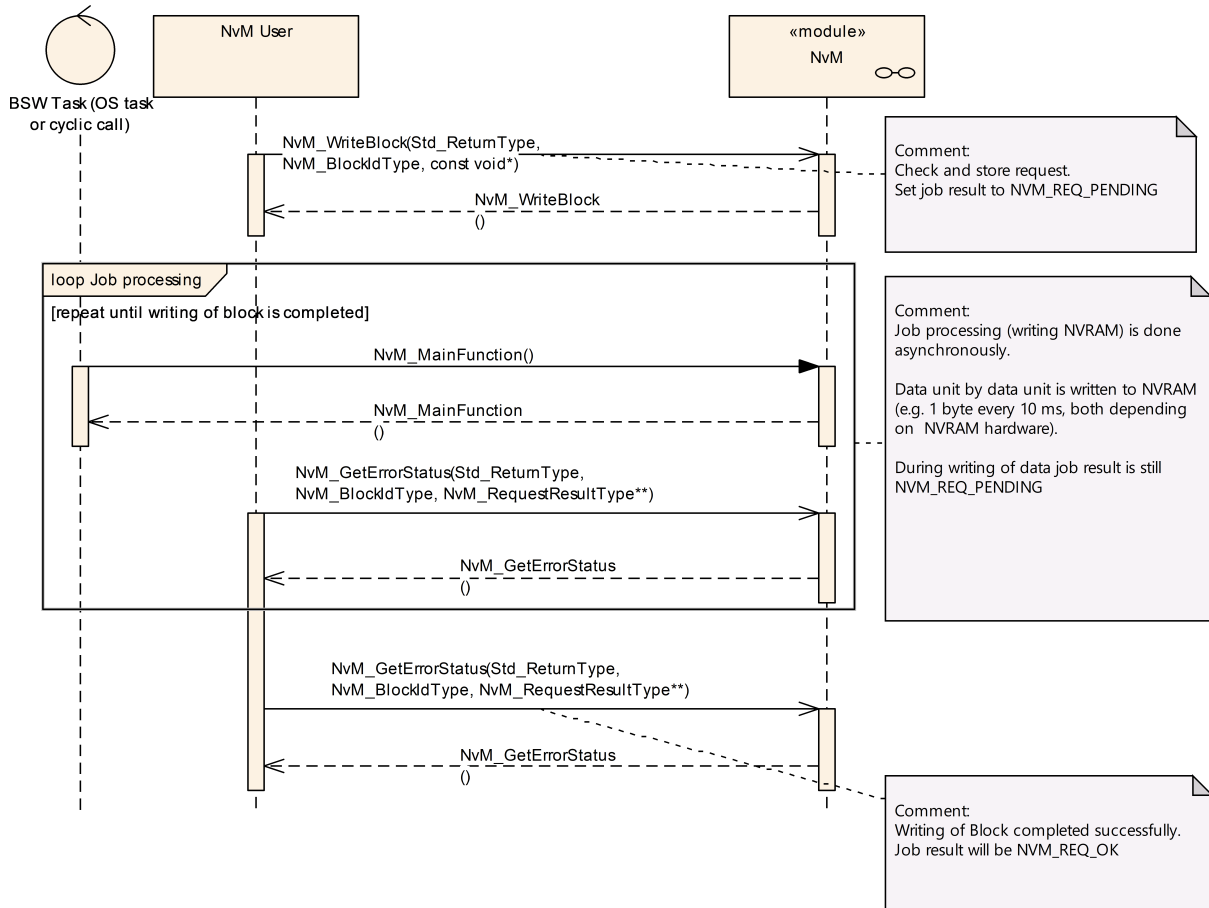 NvM User
«module»
NvM
BSW Task (OS task
or cyclic call)
NvM_WriteBlock(Std_ReturnType,
NvM_BlockIdType, const void*)
Comment:
Check and store request.
Set job result to NVM_REQ_PENDING
NvM_WriteBlock
()
loop Job processing
[repeat until writing of block is completed]
Comment:
Job processing (writing NVRAM) is done
asynchronously.
Data unit by data unit is written to NVRAM
(e.g. 1 byte every 10 ms, both depending
on NVRAM hardware).
During writing of data job result is still
NVM_REQ_PENDING
NvM_MainFunction()
NvM_MainFunction
()
NvM_GetErrorStatus(Std_ReturnType,
NvM_BlockIdType, NvM_RequestResultType**)
NvM_GetErrorStatus
()
NvM_GetErrorStatus(Std_ReturnType,
NvM_BlockIdType, NvM_RequestResultType**)
NvM_GetErrorStatus
()
Comment:
Writing of Block completed successfully.
Job result will be NVM_REQ_OK